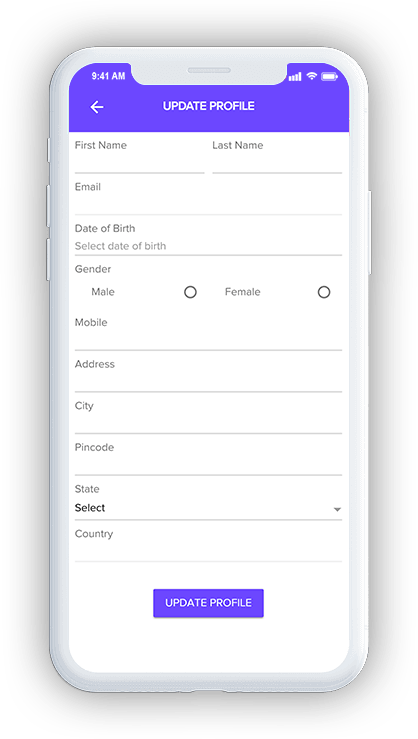 9:41 AM
UPDATE PROFILE
First Name Last Name
Email
Date of Birth
Select date of birth
Gender
Male Female
Mobile
Address
City
Pincode
State
Select
Country
UPDATE PROFILE